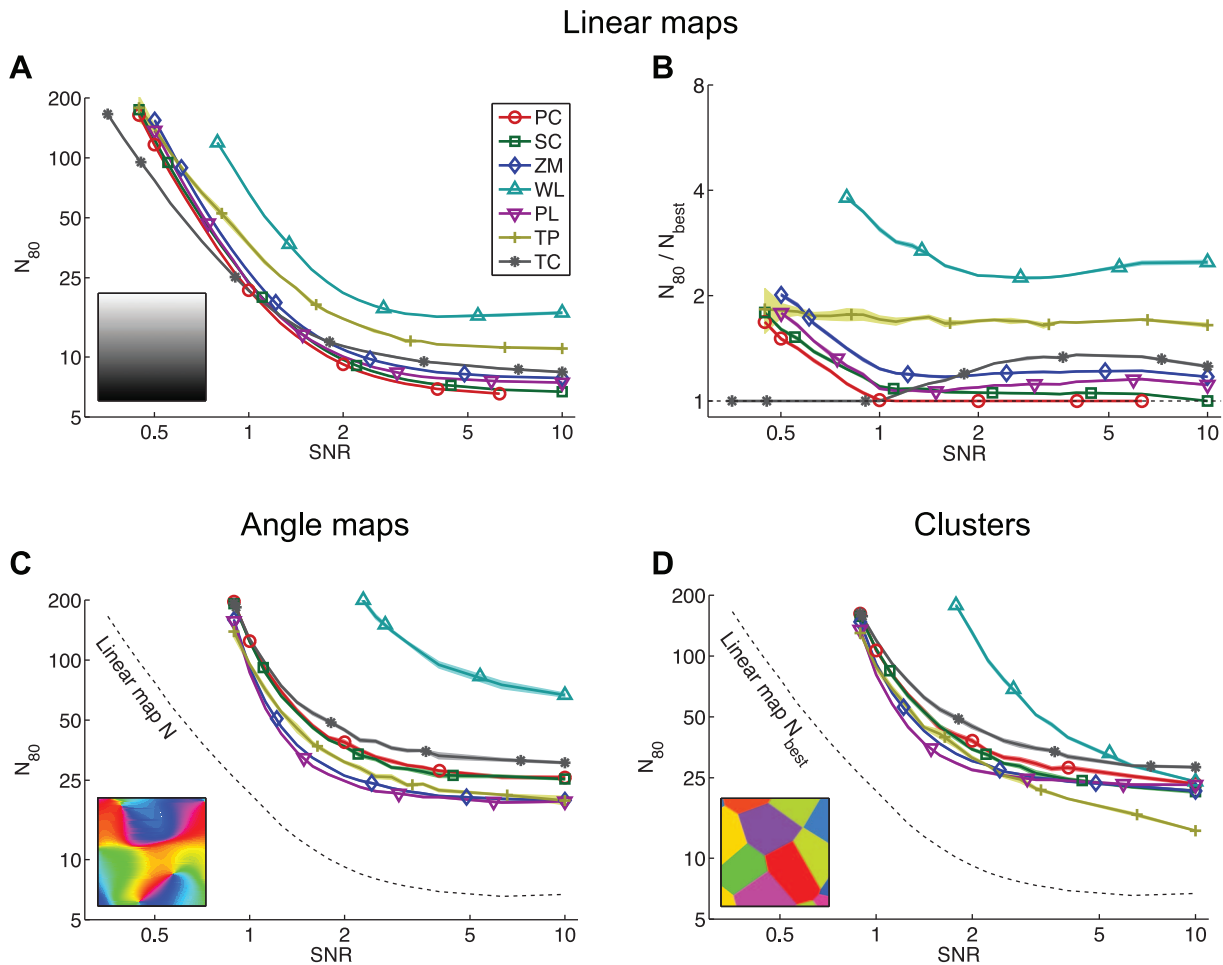 Linear maps
A
N80
200
100
50
25
10
5
0.5
1
2
5
10
SNR
PC
SC
ZM
WL
PL
TP
TC
B
N80 / Nbest
8
4
2
1
0.5
1
2
5
10
SNR
Angle maps
C
N80
200
100
50
25
10
5
Linear map N
0.5
1
2
5
10
SNR
Clusters
D
N80
200
100
50
25
10
5
Linear map Nbest
0.5
1
2
5
10
SNR